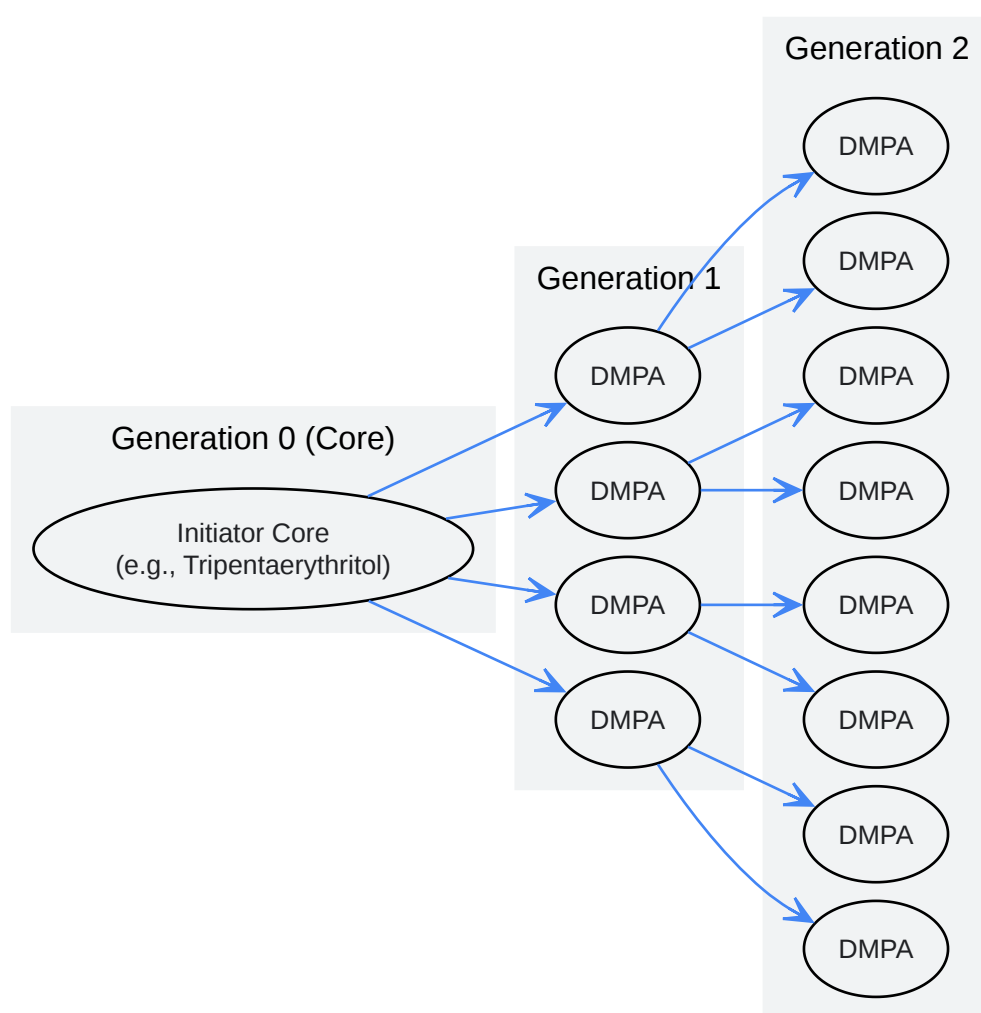 Generation 0 (Core)
Initiator Core
(e.g., Tripentaerythritol)
Generation 1
DMPA
DMPA
DMPA
DMPA
Generation 2
DMPA
DMPA
DMPA
DMPA
DMPA
DMPA
DMPA
DMPA